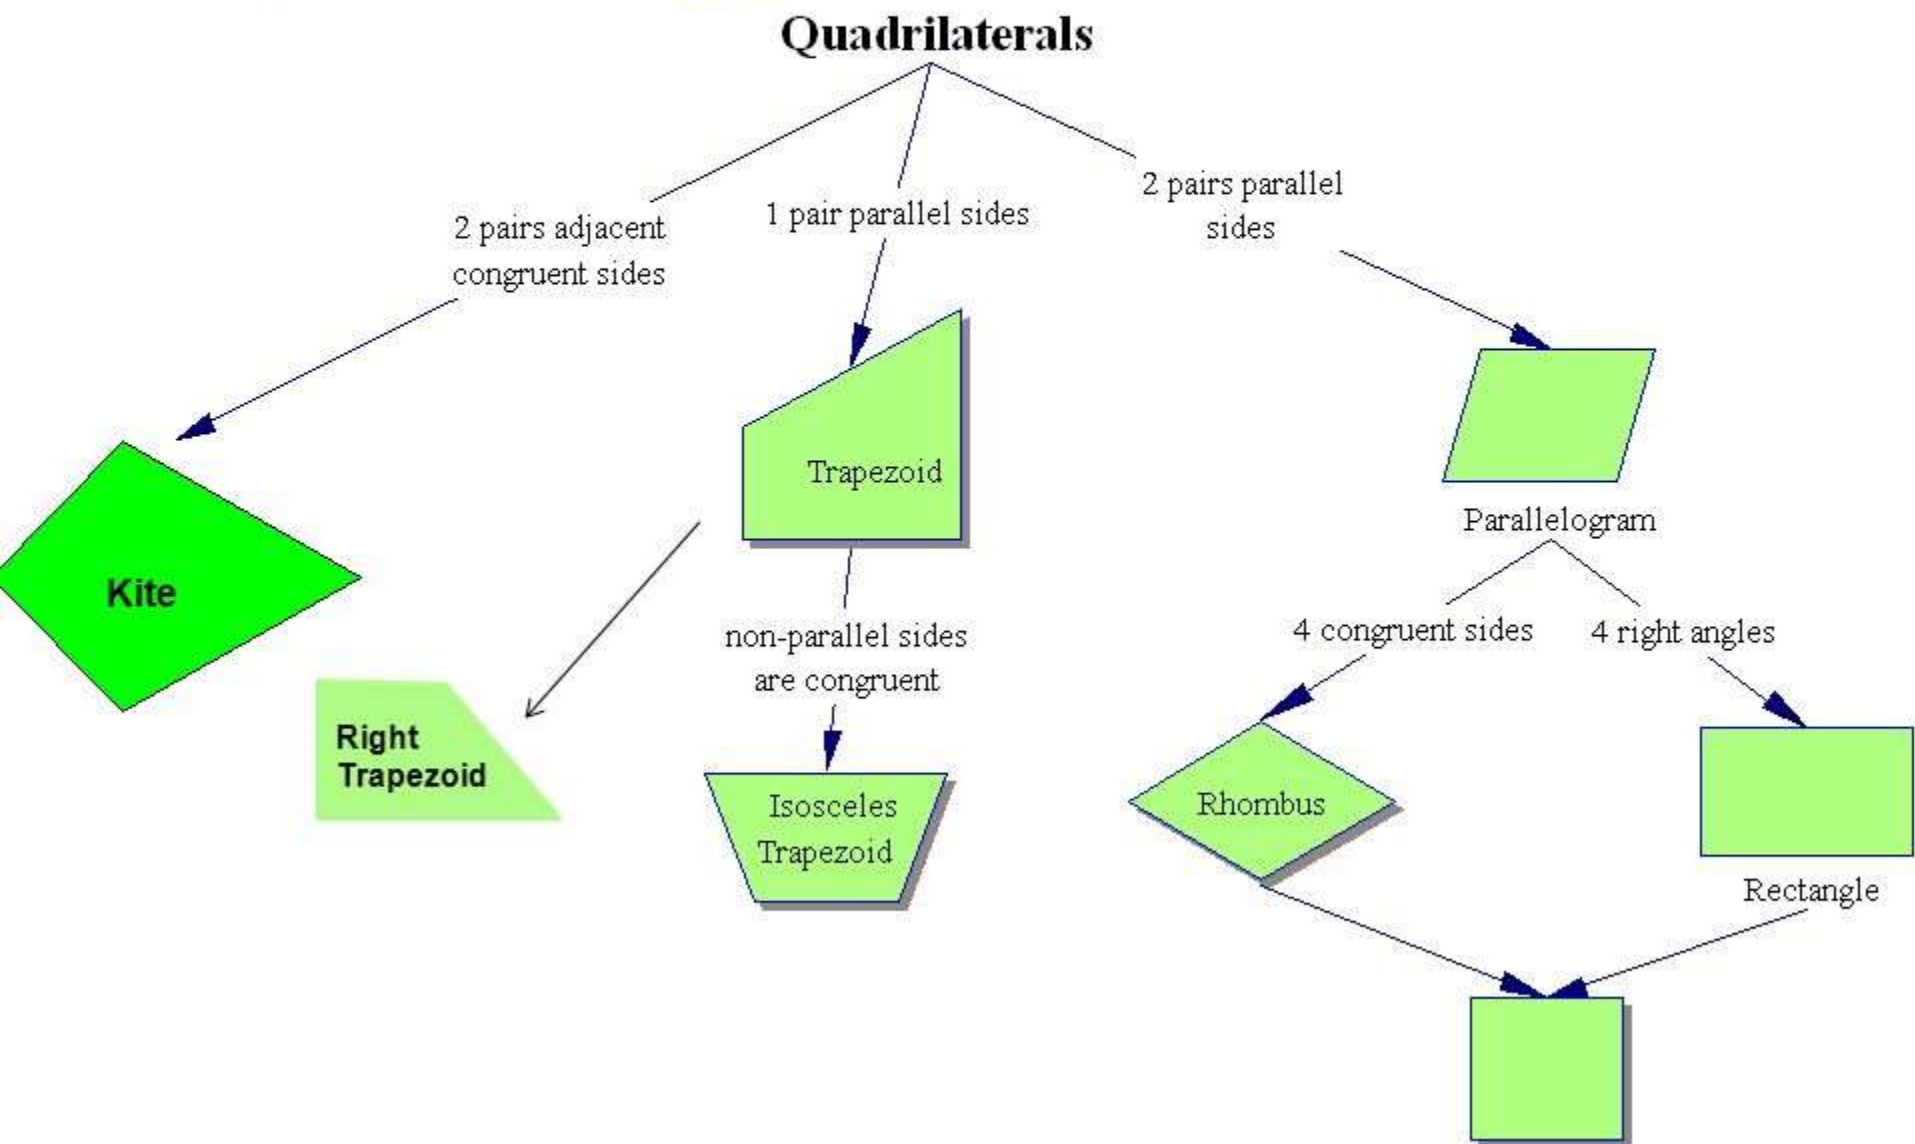 Quadrilaterals
2 pairs adjacent
congruent sides
1 pair parallel sides
2 pairs parallel
sides
Kite
Trapezoid
Parallelogram
Right
Trapezoid
non-parallel sides
are congruent
4 congruent sides
4 right angles
Isosceles
Trapezoid
Rhombus
Rectangle